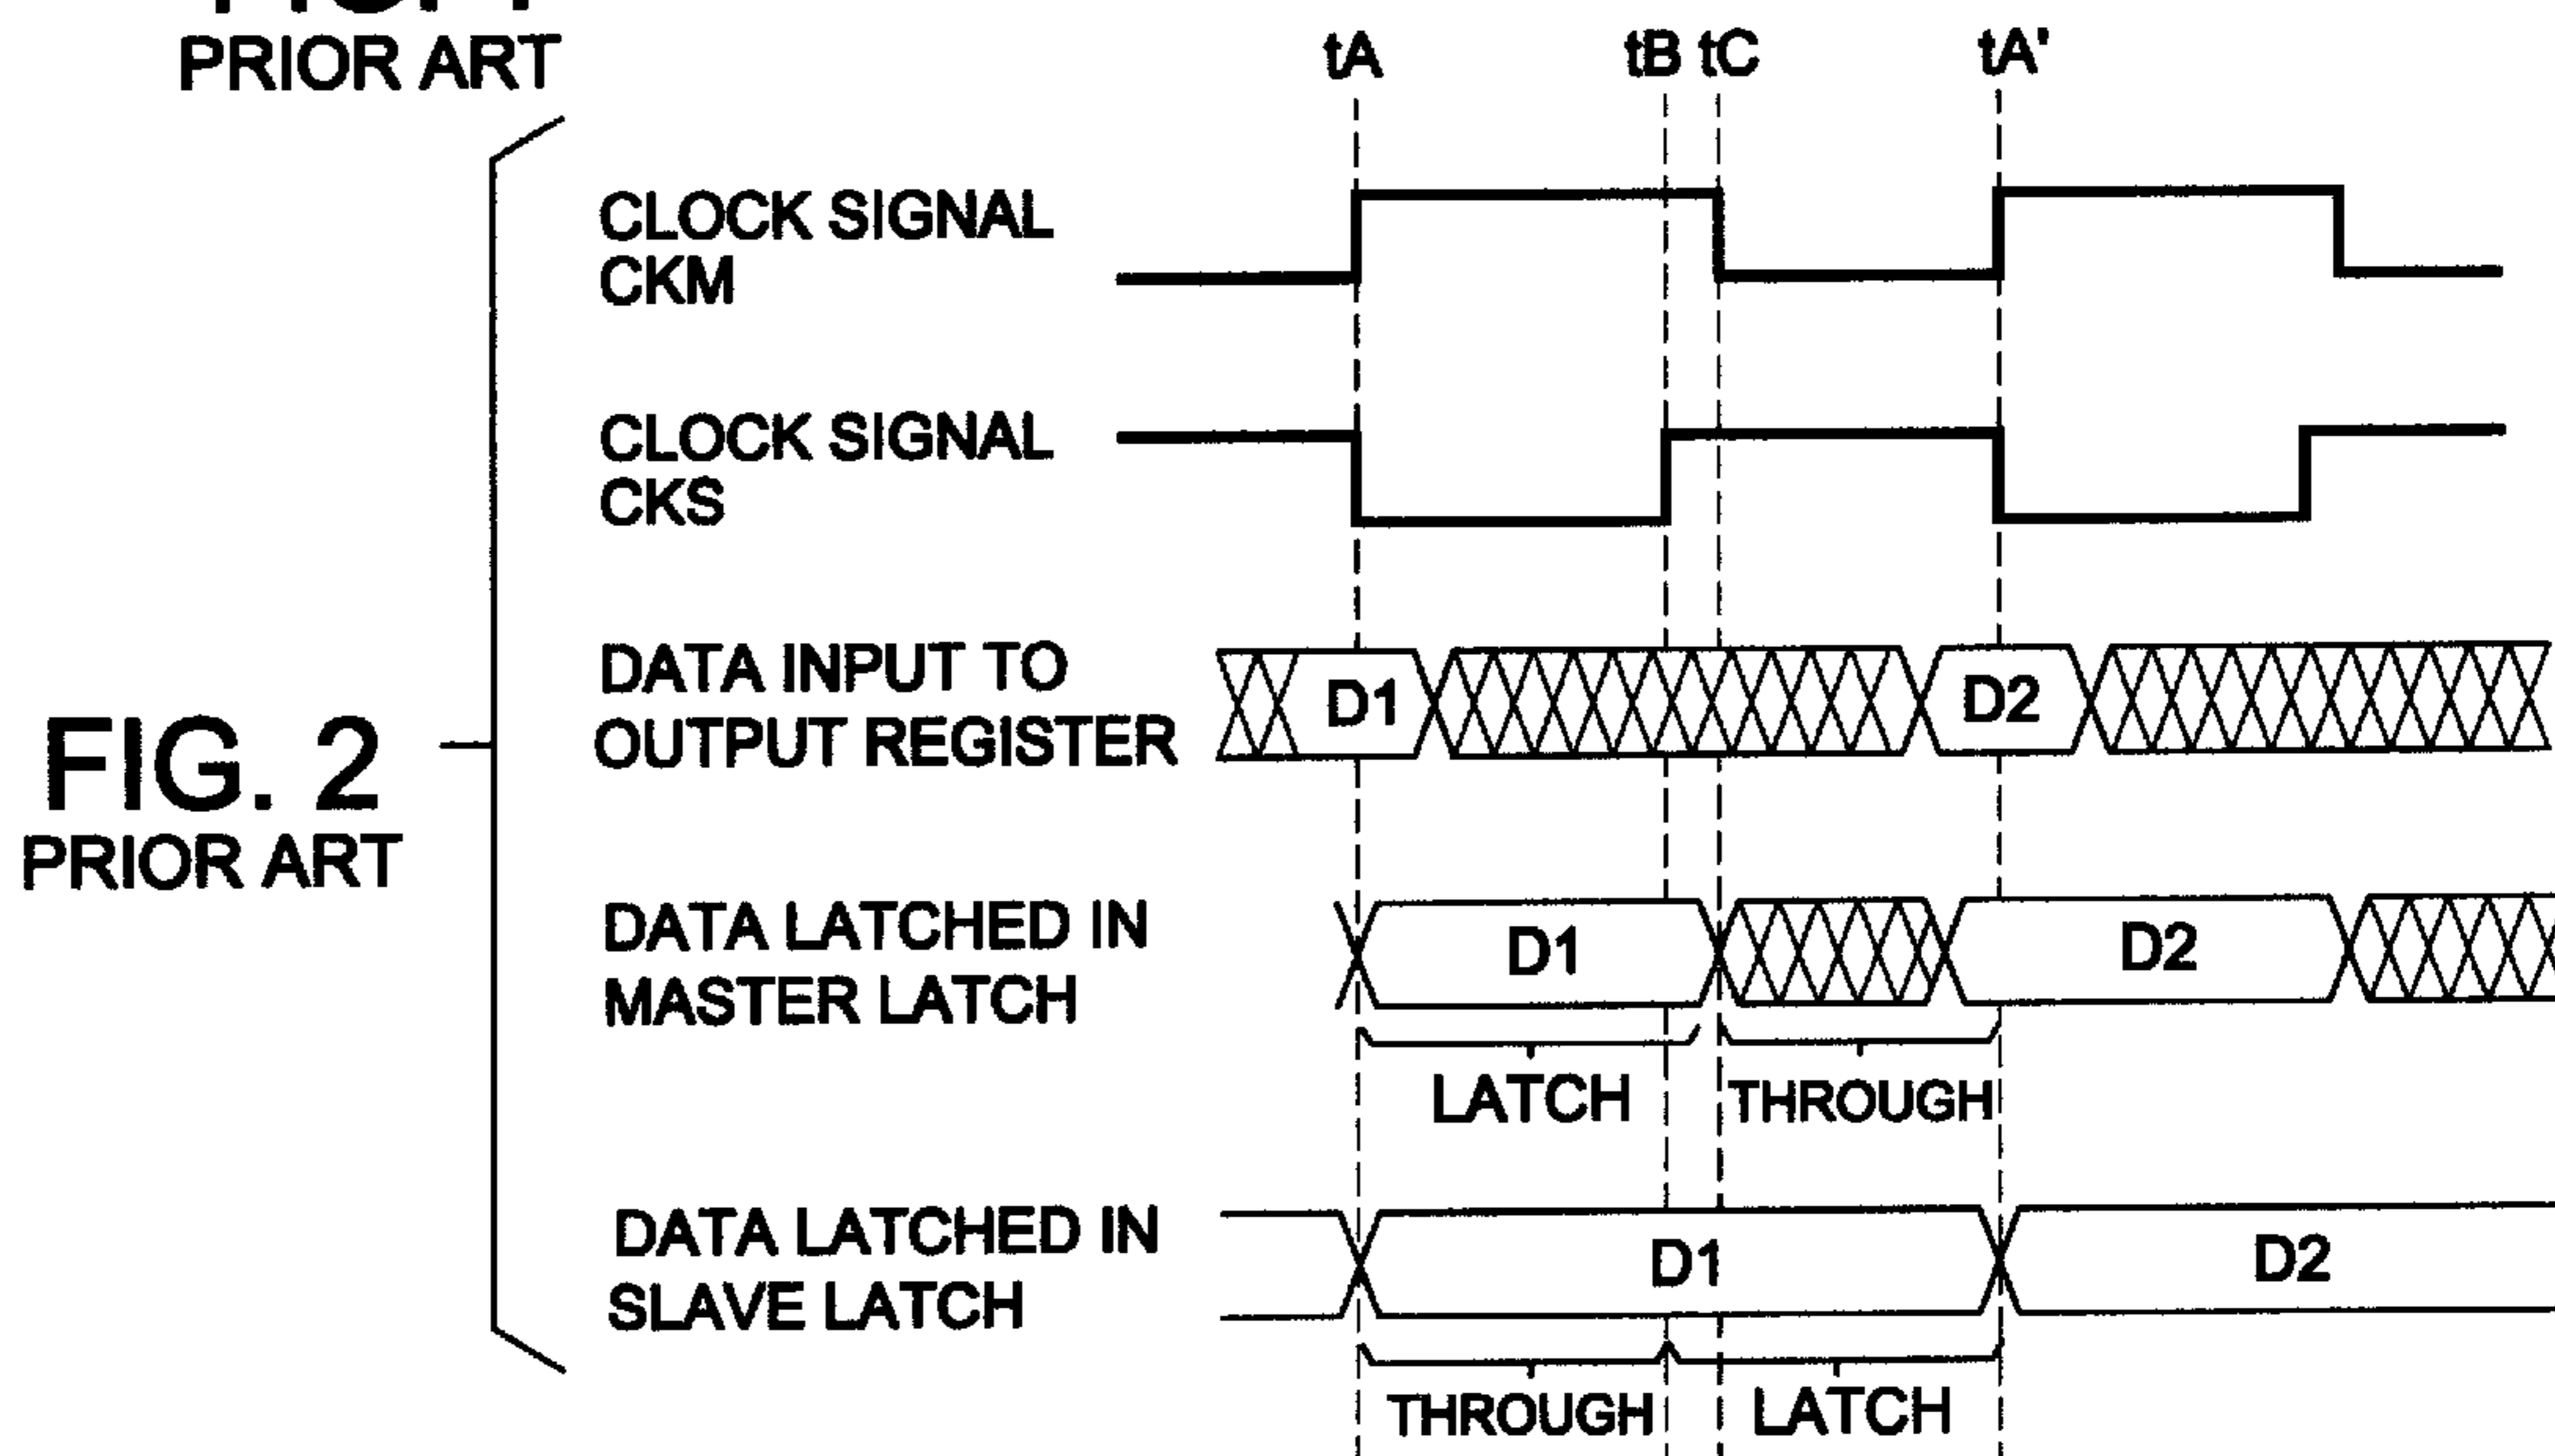 PRIOR ART
tA tB tC tA'
CLOCK SIGNAL
CKM
CLOCK SIGNAL
CKS
DATA INPUT TO
OUTPUT REGISTER
D1 D2
FIG. 2
PRIOR ART
DATA LATCHED IN
MASTER LATCH
D1 D2
LATCH THROUGH
DATA LATCHED IN
SLAVE LATCH
D1 D2
THROUGH LATCH